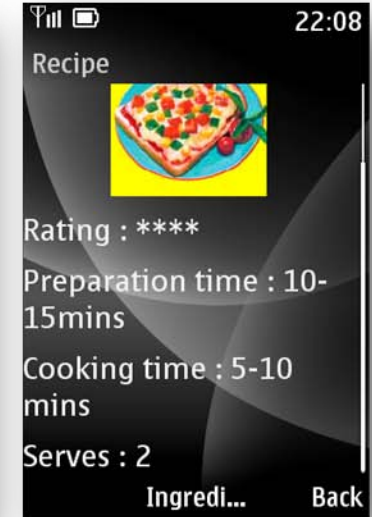 22:08
Recipe
Rating : ****
Preparation time : 10-
15mins
Cooking time : 5-10
mins
Serves : 2
Ingredi... Back